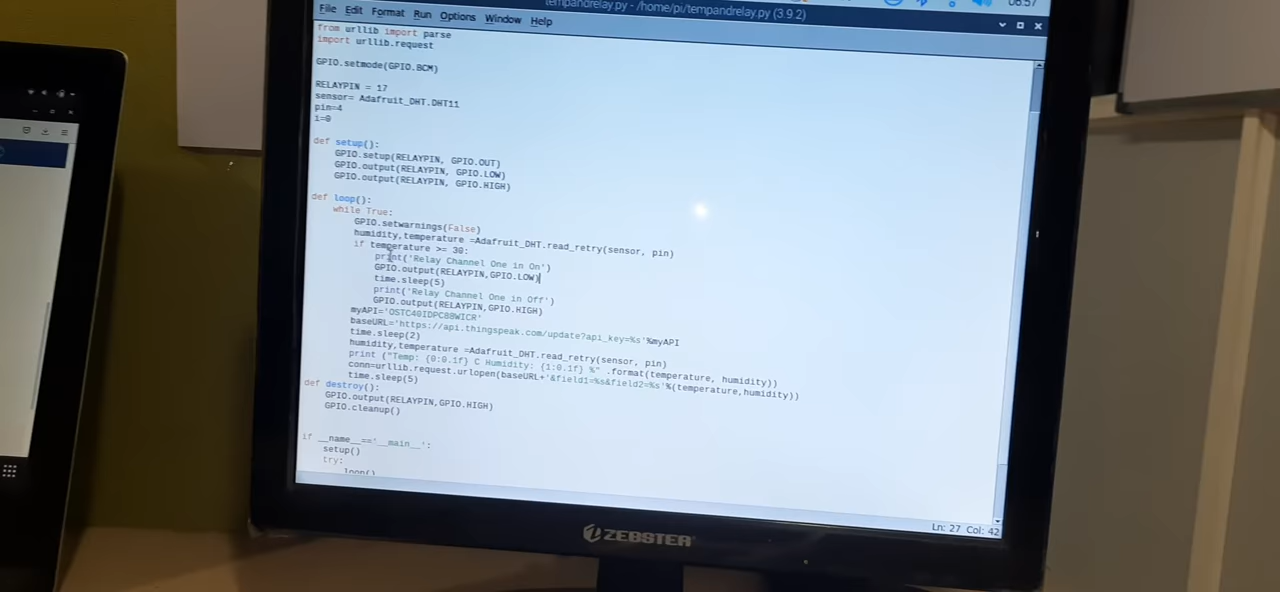 tempandrelay.py - /home/pi/tempandrelay.py (3.9.2)
06:57
File Edit Format Run Options Window Help
from urllib import parse
import urllib.request
GPIO.setmode(GPIO.BCM)
RELAYPIN = 17
sensor= Adafruit_DHT.DHT11
pin=4
i=0
def setup():
GPIO.setup(RELAYPIN, GPIO.OUT)
GPIO.output(RELAYPIN, GPIO.LOW)
GPIO.output(RELAYPIN, GPIO.HIGH)
def loop():
while True:
GPIO.setwarnings(False)
humidity,temperature =Adafruit_DHT.read_retry(sensor, pin)
if temperature >= 30:
print('Relay Channel One in On')
GPIO.output(RELAYPIN,GPIO.LOW)
time.sleep(5)
print('Relay Channel One in Off')
GPIO.output(RELAYPIN,GPIO.HIGH)
myAPI='OSTC40IDPC88WICR'
baseURL='https://api.thingspeak.com/update?api_key=%s'%myAPI
time.sleep(2)
humidity,temperature =Adafruit_DHT.read_retry(sensor, pin)
print ("Temp: {0:0.1f} C Humidity: {1:0.1f} %" .format(temperature, humidity))
conn=urllib.request.urlopen(baseURL+'&field1=%s&field2=%s'%(temperature,humidity))
time.sleep(5)
def destroy():
GPIO.output(RELAYPIN,GPIO.HIGH)
GPIO.cleanup()
if __name__=='__main__':
setup()
try:
loop()
Ln: 27 Col: 42
ZEBSTER